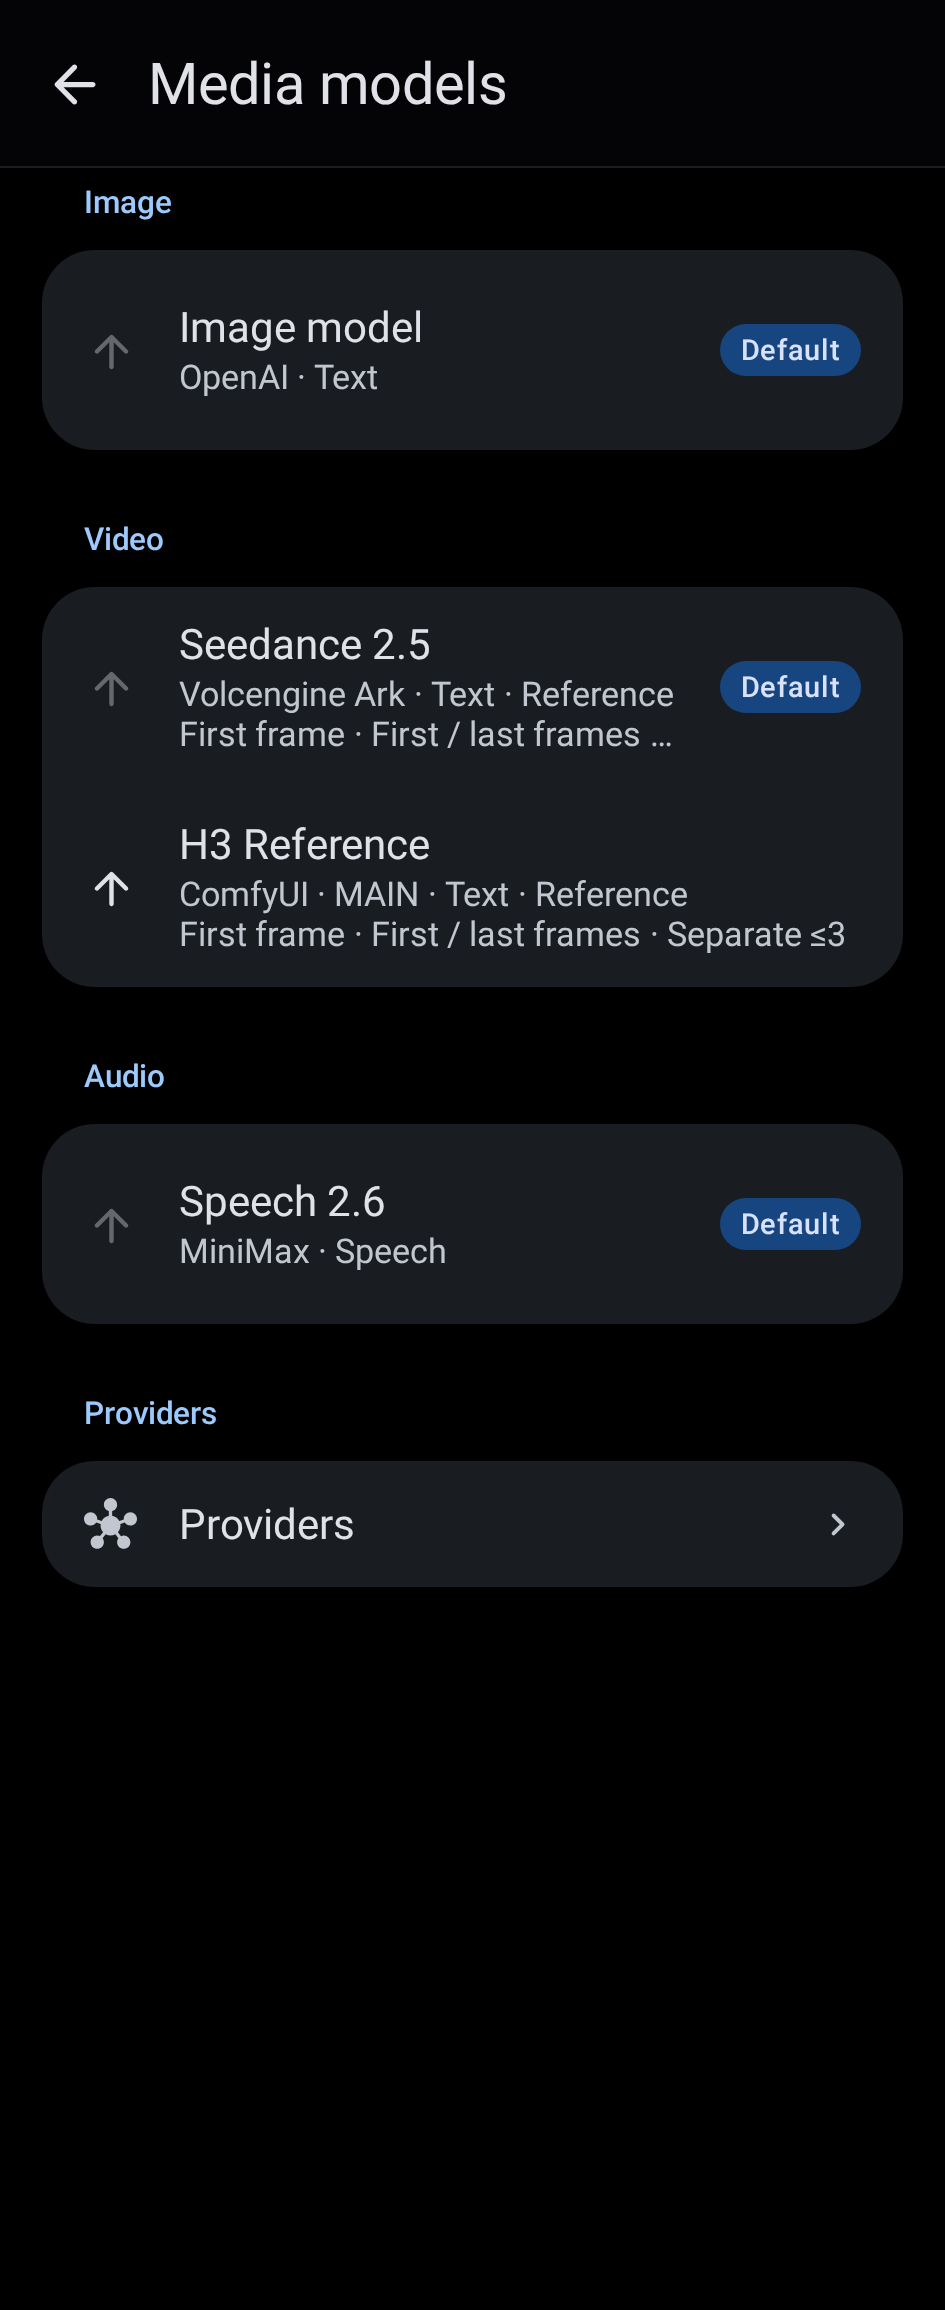 Media models
Image
Image model
OpenAI · Text
Default
Video
Seedance 2.5
Volcengine Ark · Text · Reference
First frame · First / last frames …
Default
H3 Reference
ComfyUI · MAIN · Text · Reference
First frame · First / last frames · Separate ≤3
Audio
Speech 2.6
MiniMax · Speech
Default
Providers
Providers